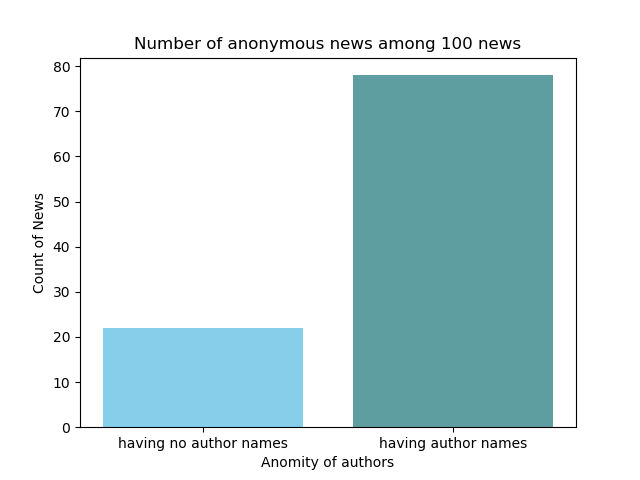 Number of anonymous news among 100 news
80
70
60
50
40
30
20
10
0
Count of News
having no author names
having author names
Anomity of authors